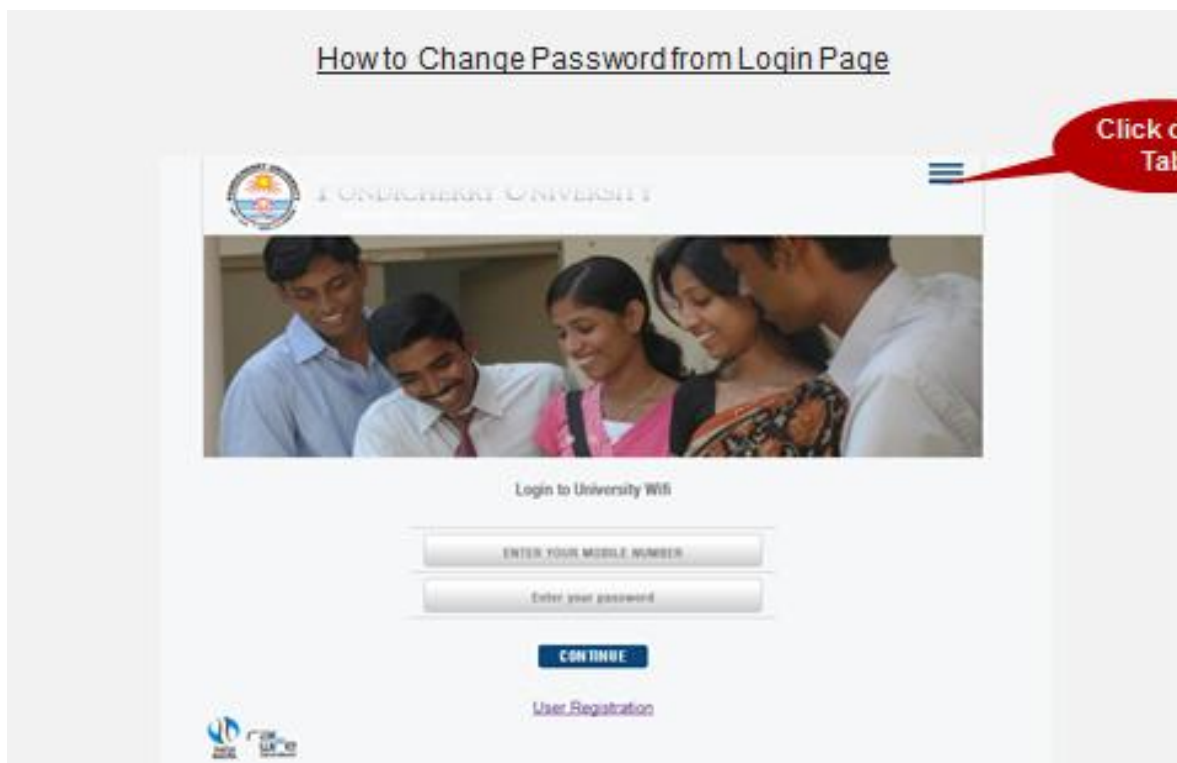 How to Change Password from Login Page
Click o
Tab
PONDICHERRY UNIVERSITY
Login to University Wifi
ENTER YOUR MOBILE NUMBER
Enter your password
CONTINUE
User Registration